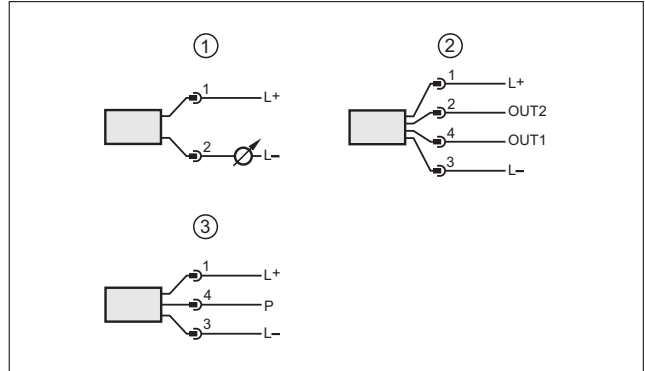 ① ②
1 L+
2 L–
1 L+
2 OUT2
4 OUT1
3 L–
③
1 L+
4 P
3 L–